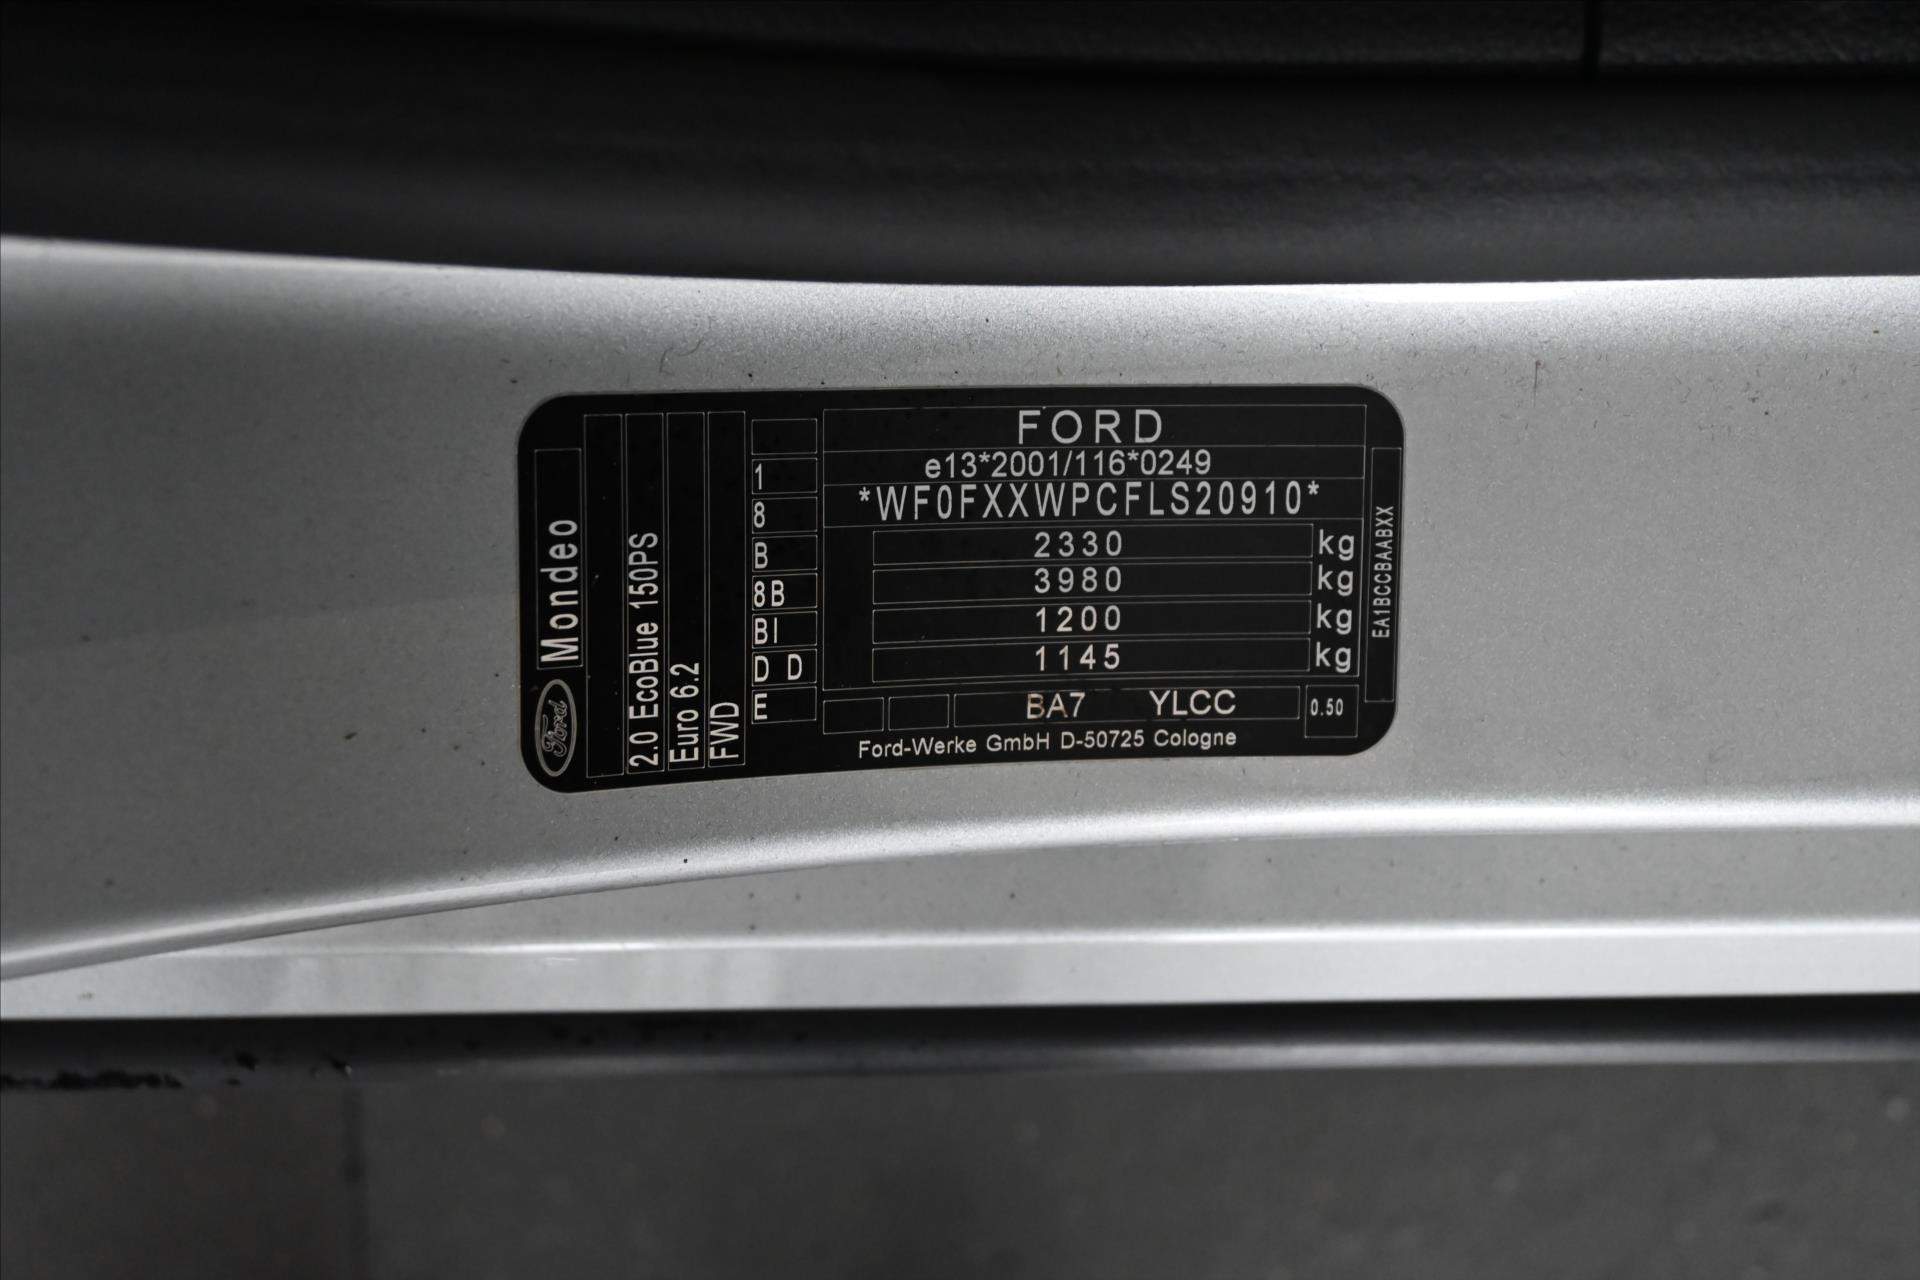 Mondeo
Ford
2.0 EcoBlue 150PS
Euro 6.2
FWD
1
8
B
8B
BI
D D
E
FORD
e13*2001/116*0249
*WF0FXXWPCFLS20910*
2330 kg
3980 kg
1200 kg
1145 kg
BA7 YLCC
0.50
Ford-Werke GmbH D-50725 Cologne
EA1BCCBAABXX